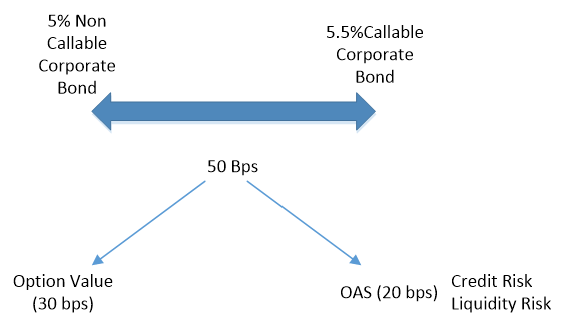 5% Non
Callable
Corporate
Bond
5.5%Callable
Corporate
Bond
50 Bps
Option Value
(30 bps)
OAS (20 bps)
Credit Risk
Liquidity Risk